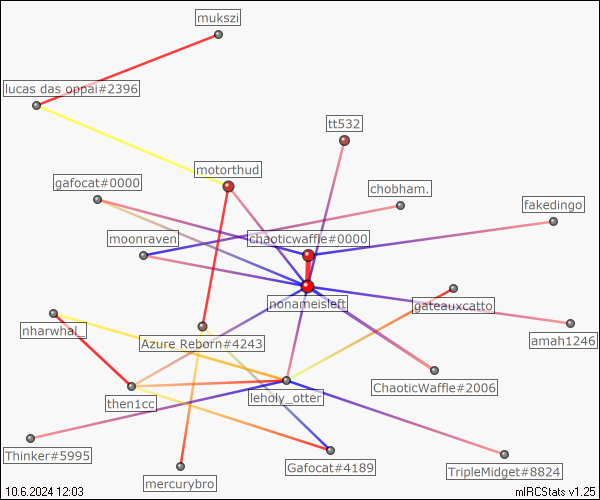 mukszi
lucas das oppai#2396
tt532
motorthud
gafocat#0000
chobham.
fakedingo
moonraven
chaoticwaffle#0000
nonameisleft
gateauxcatto
nharwhal_
Azure Reborn#4243
amah1246
ChaoticWaffle#2006
then1cc
leholy_otter
Thinker#5995
Gafocat#4189
TripleMidget#8824
mercurybro
10.6.2024 12:03
mIRCStats v1.25